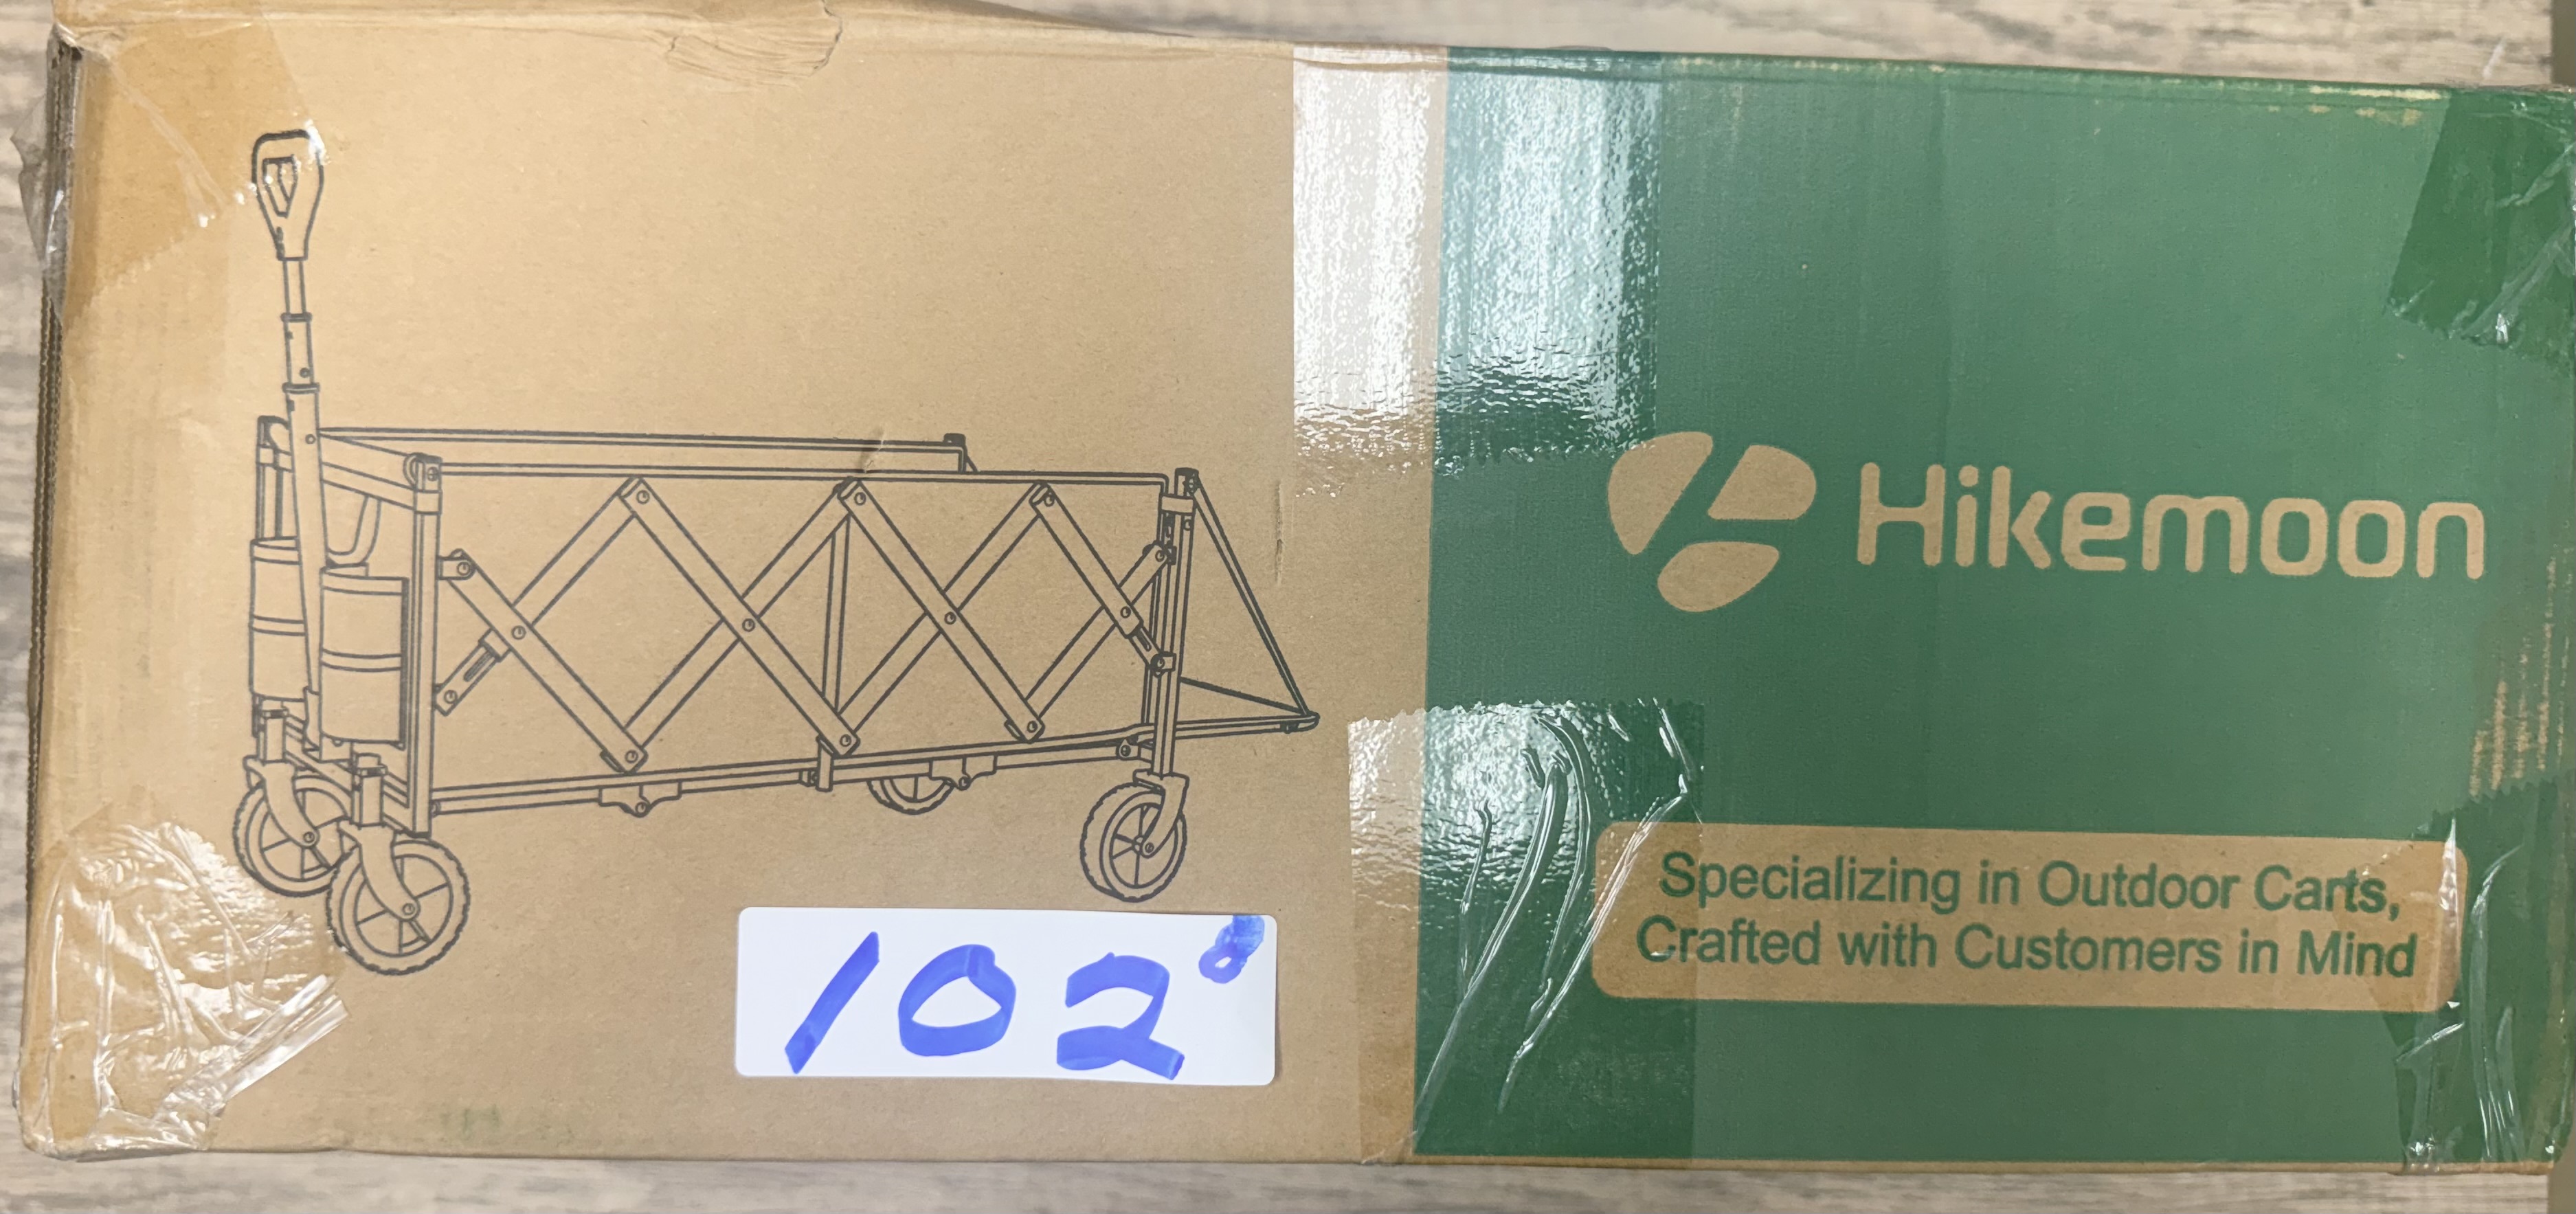 Hikemoon
Specializing in Outdoor Carts,
Crafted with Customers in Mind
102